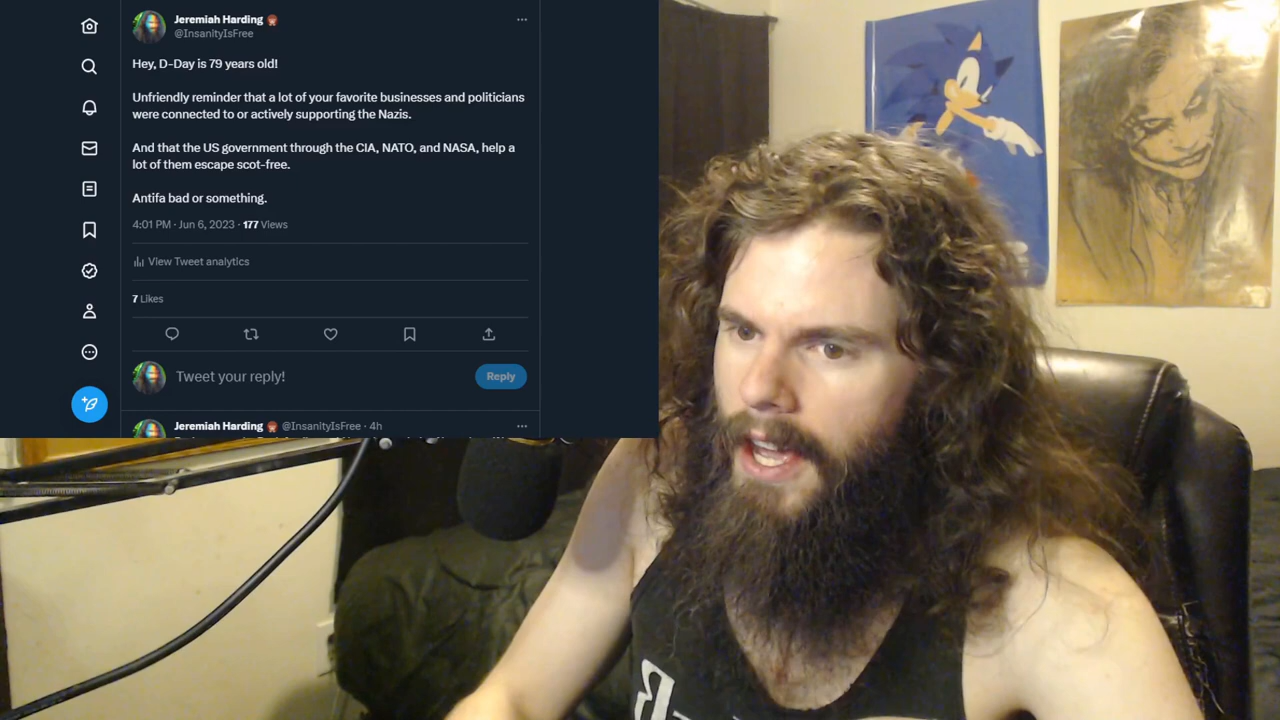 Jeremiah Harding
@InsanityIsFree
Hey, D-Day is 79 years old!
Unfriendly reminder that a lot of your favorite businesses and politicians
were connected to or actively supporting the Nazis.
And that the US government through the CIA, NATO, and NASA, help a
lot of them escape scot-free.
Antifa bad or something.
4:01 PM · Jun 6, 2023 · 177 Views
View Tweet analytics
7 Likes
Tweet your reply!
Reply
Jeremiah Harding @InsanityIsFree · 4h